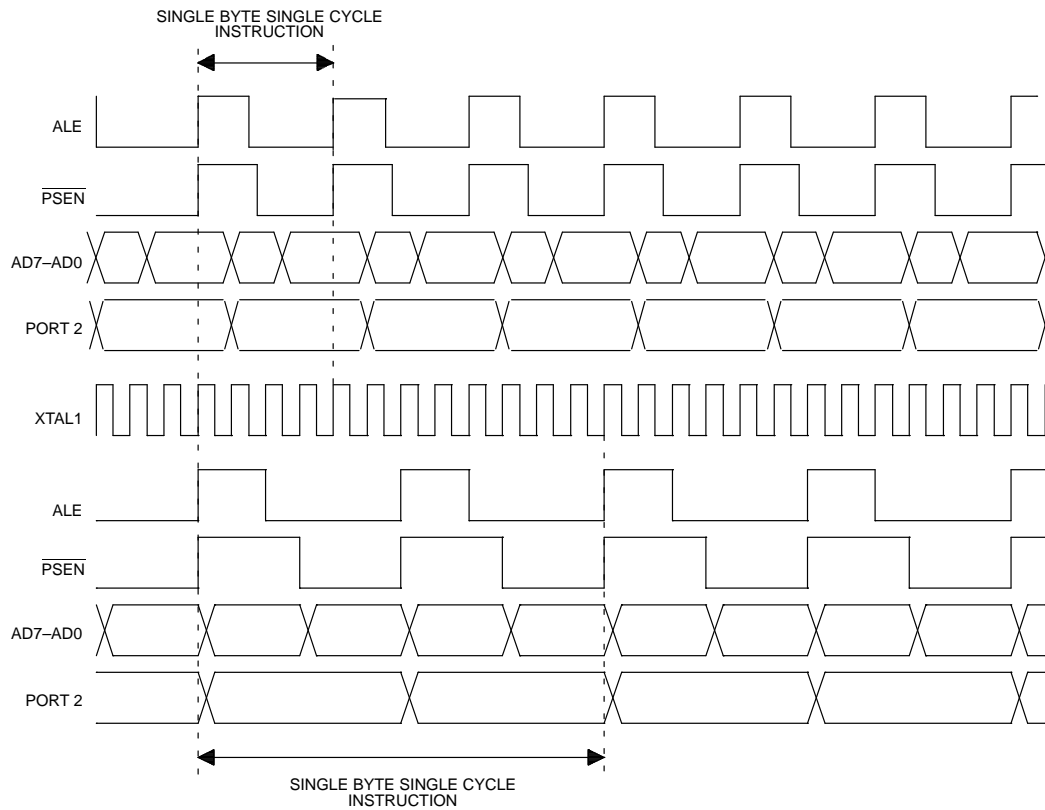 SINGLE BYTE SINGLE CYCLE
INSTRUCTION
ALE
PSEN
AD7–AD0
PORT 2
XTAL1
ALE
PSEN
AD7–AD0
PORT 2
SINGLE BYTE SINGLE CYCLE
INSTRUCTION